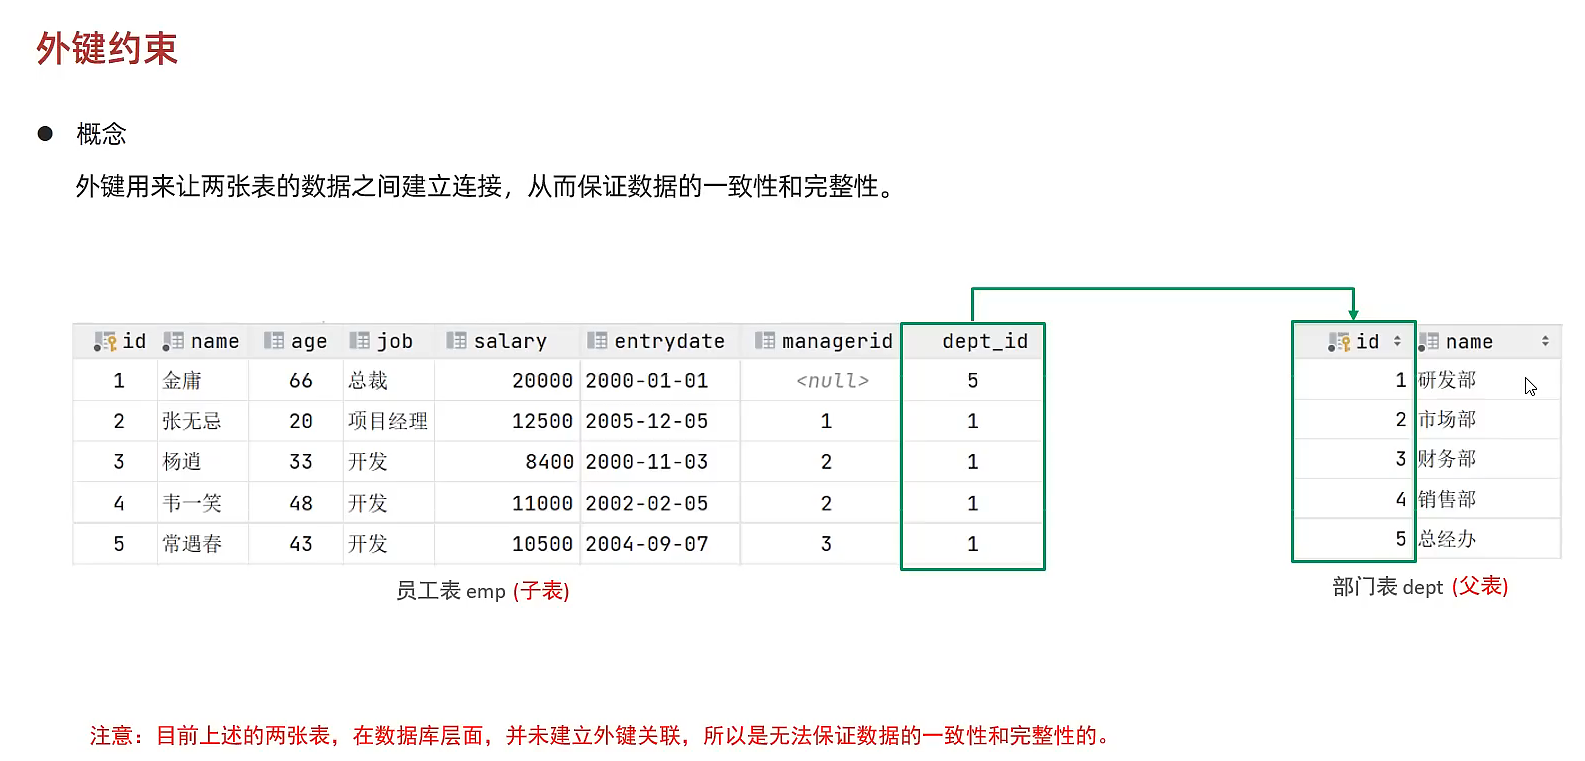 外键约束
● 概念
外键用来让两张表的数据之间建立连接，从而保证数据的一致性和完整性。
id name age job salary entrydate managerid dept_id
1 金庸 66 总裁 20000 2000-01-01 <null> 5
2 张无忌 20 项目经理 12500 2005-12-05 1 1
3 杨逍 33 开发 8400 2000-11-03 2 1
4 韦一笑 48 开发 11000 2002-02-05 2 1
5 常遇春 43 开发 10500 2004-09-07 3 1
员工表 emp (子表)
id name
1 研发部
2 市场部
3 财务部
4 销售部
5 总经办
部门表 dept (父表)
注意：目前上述的两张表，在数据库层面，并未建立外键关联，所以是无法保证数据的一致性和完整性的。